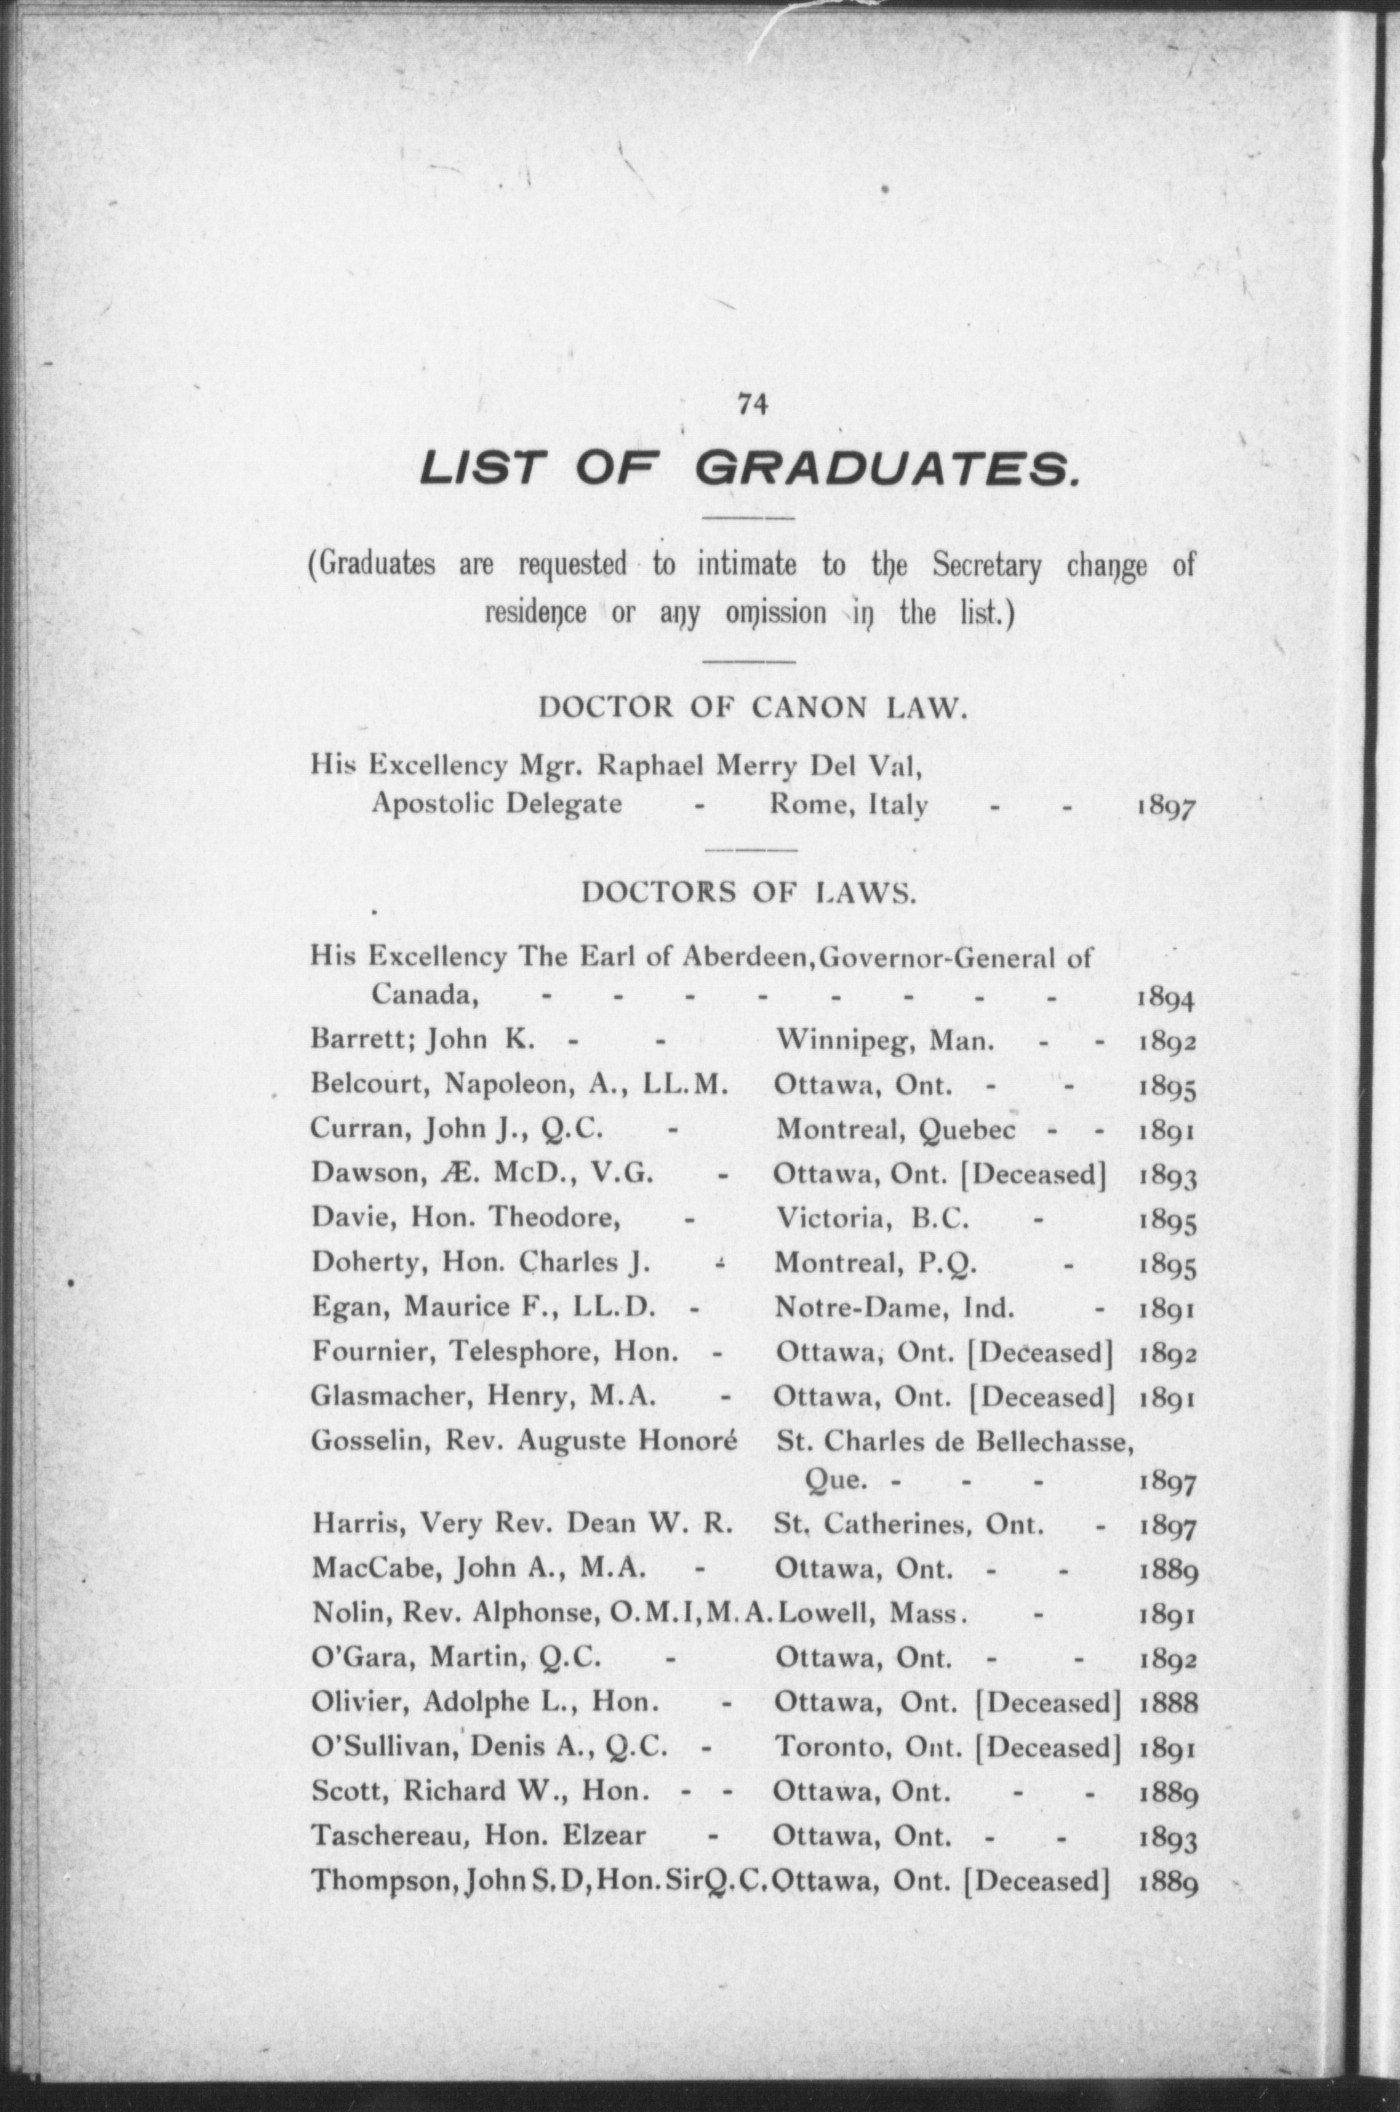 74
LIST OF GRADUATES.
(Graduates are requested to intimate to the Secretary change of
residence or any omission in the list.)
DOCTOR OF CANON LAW.
His Excellency Mgr. Raphael Merry Del Val,
Apostolic Delegate - Rome, Italy - - 1897
DOCTORS OF LAWS.
His Excellency The Earl of Aberdeen, Governor-General of
Canada, - - - - - - - - 1894
Barrett; John K. - - Winnipeg, Man. - - 1892
Belcourt, Napoleon, A., LL.M. Ottawa, Ont. - - 1895
Curran, John J., Q.C. - Montreal, Quebec - - 1891
Dawson, Æ. McD., V.G. - Ottawa, Ont. [Deceased] 1893
Davie, Hon. Theodore, - Victoria, B.C. - 1895
Doherty, Hon. Charles J. - Montreal, P.Q. - 1895
Egan, Maurice F., LL.D. - Notre-Dame, Ind. - 1891
Fournier, Telesphore, Hon. - Ottawa, Ont. [Deceased] 1892
Glasmacher, Henry, M.A. - Ottawa, Ont. [Deceased] 1891
Gosselin, Rev. Auguste Honoré St. Charles de Bellechasse,
Que. - - - 1897
Harris, Very Rev. Dean W. R. St. Catherines, Ont. - 1897
MacCabe, John A., M.A. - Ottawa, Ont. - - 1889
Nolin, Rev. Alphonse, O.M.I, M.A. Lowell, Mass. - 1891
O'Gara, Martin, Q.C. - Ottawa, Ont. - - 1892
Olivier, Adolphe L., Hon. - Ottawa, Ont. [Deceased] 1888
O'Sullivan, Denis A., Q.C. - Toronto, Ont. [Deceased] 1891
Scott, Richard W., Hon. - - Ottawa, Ont. - - 1889
Taschereau, Hon. Elzear - Ottawa, Ont. - - 1893
Thompson, John S.D, Hon. Sir Q.C. Ottawa, Ont. [Deceased] 1889